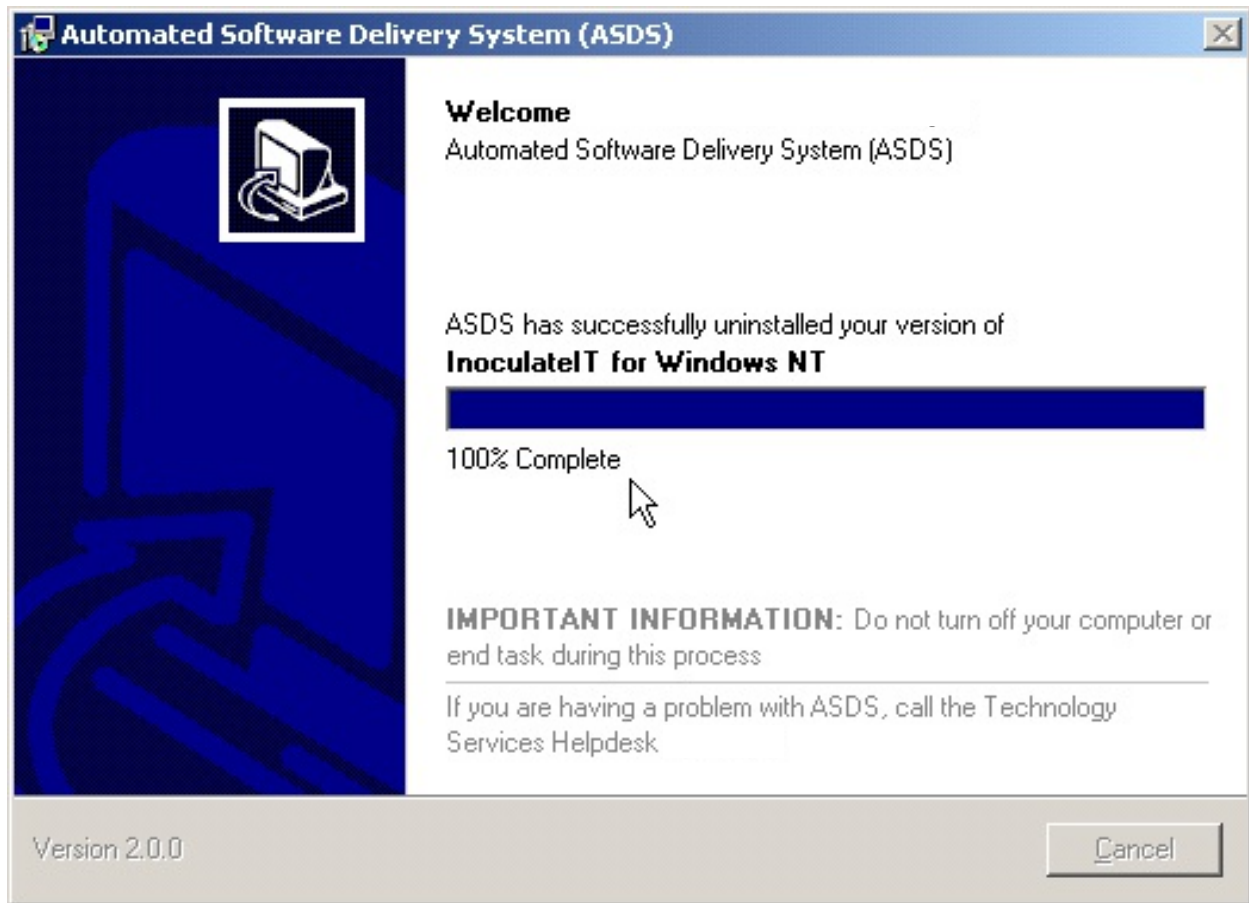 Automated Software Delivery System (ASDS)
Welcome
Automated Software Delivery System (ASDS)
ASDS has successfully uninstalled your version of
InoculateIT for Windows NT
100% Complete
IMPORTANT INFORMATION: Do not turn off your computer or
end task during this process
If you are having a problem with ASDS, call the Technology
Services Helpdesk
Version 2.0.0
Cancel